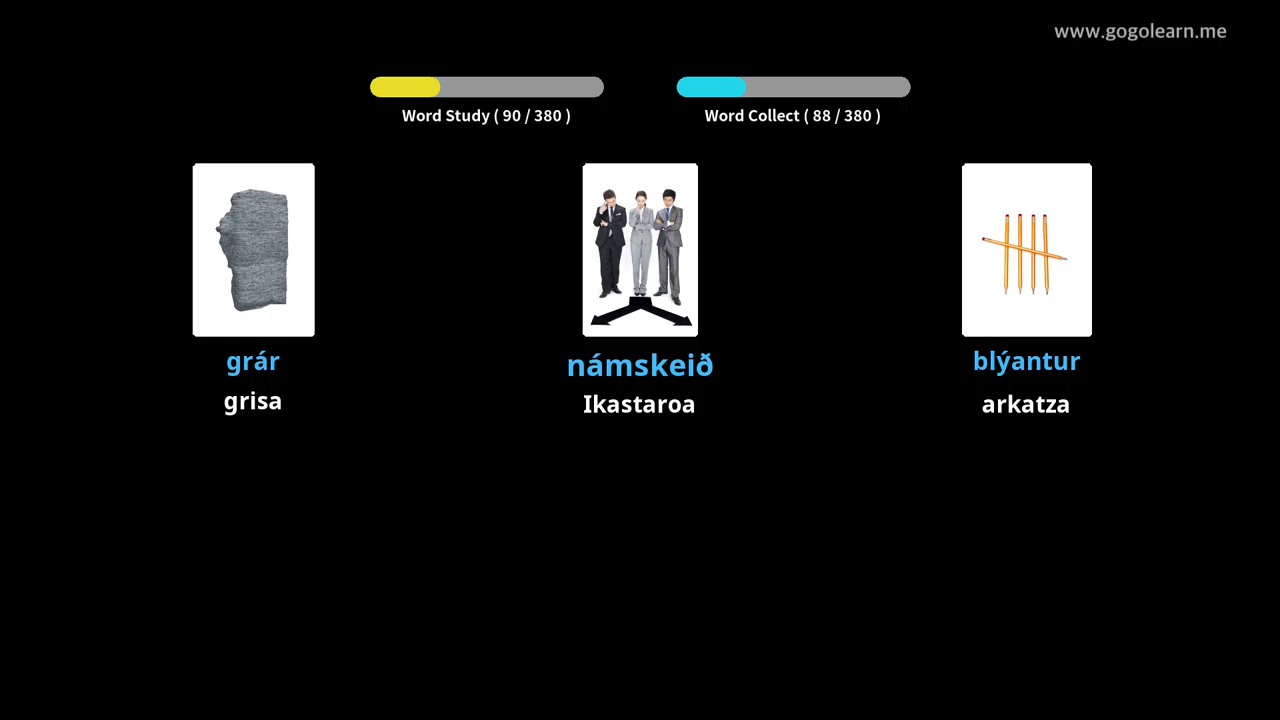 www.gogolearn.me
Word Study ( 90 / 380 )
Word Collect ( 88 / 380 )
grár
námskeið
blýantur
grisa
Ikastaroa
arkatza